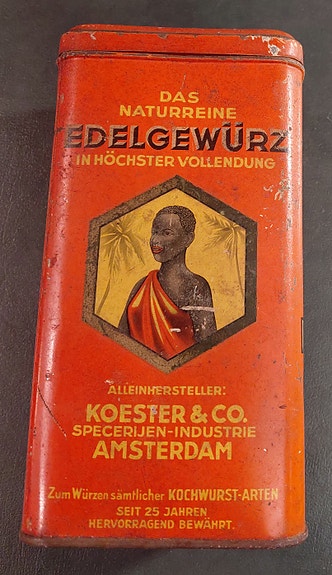 DAS
NATURREINE
EDELGEWÜRZ
IN HÖCHSTER VOLLENDUNG
ALLEINHERSTELLER:
KOESTER & CO.
SPECERIJEN-INDUSTRIE
AMSTERDAM
Zum Würzen sämtlicher KOCHWURST-ARTEN
SEIT 25 JAHREN
HERVORRAGEND BEWÄHRT.